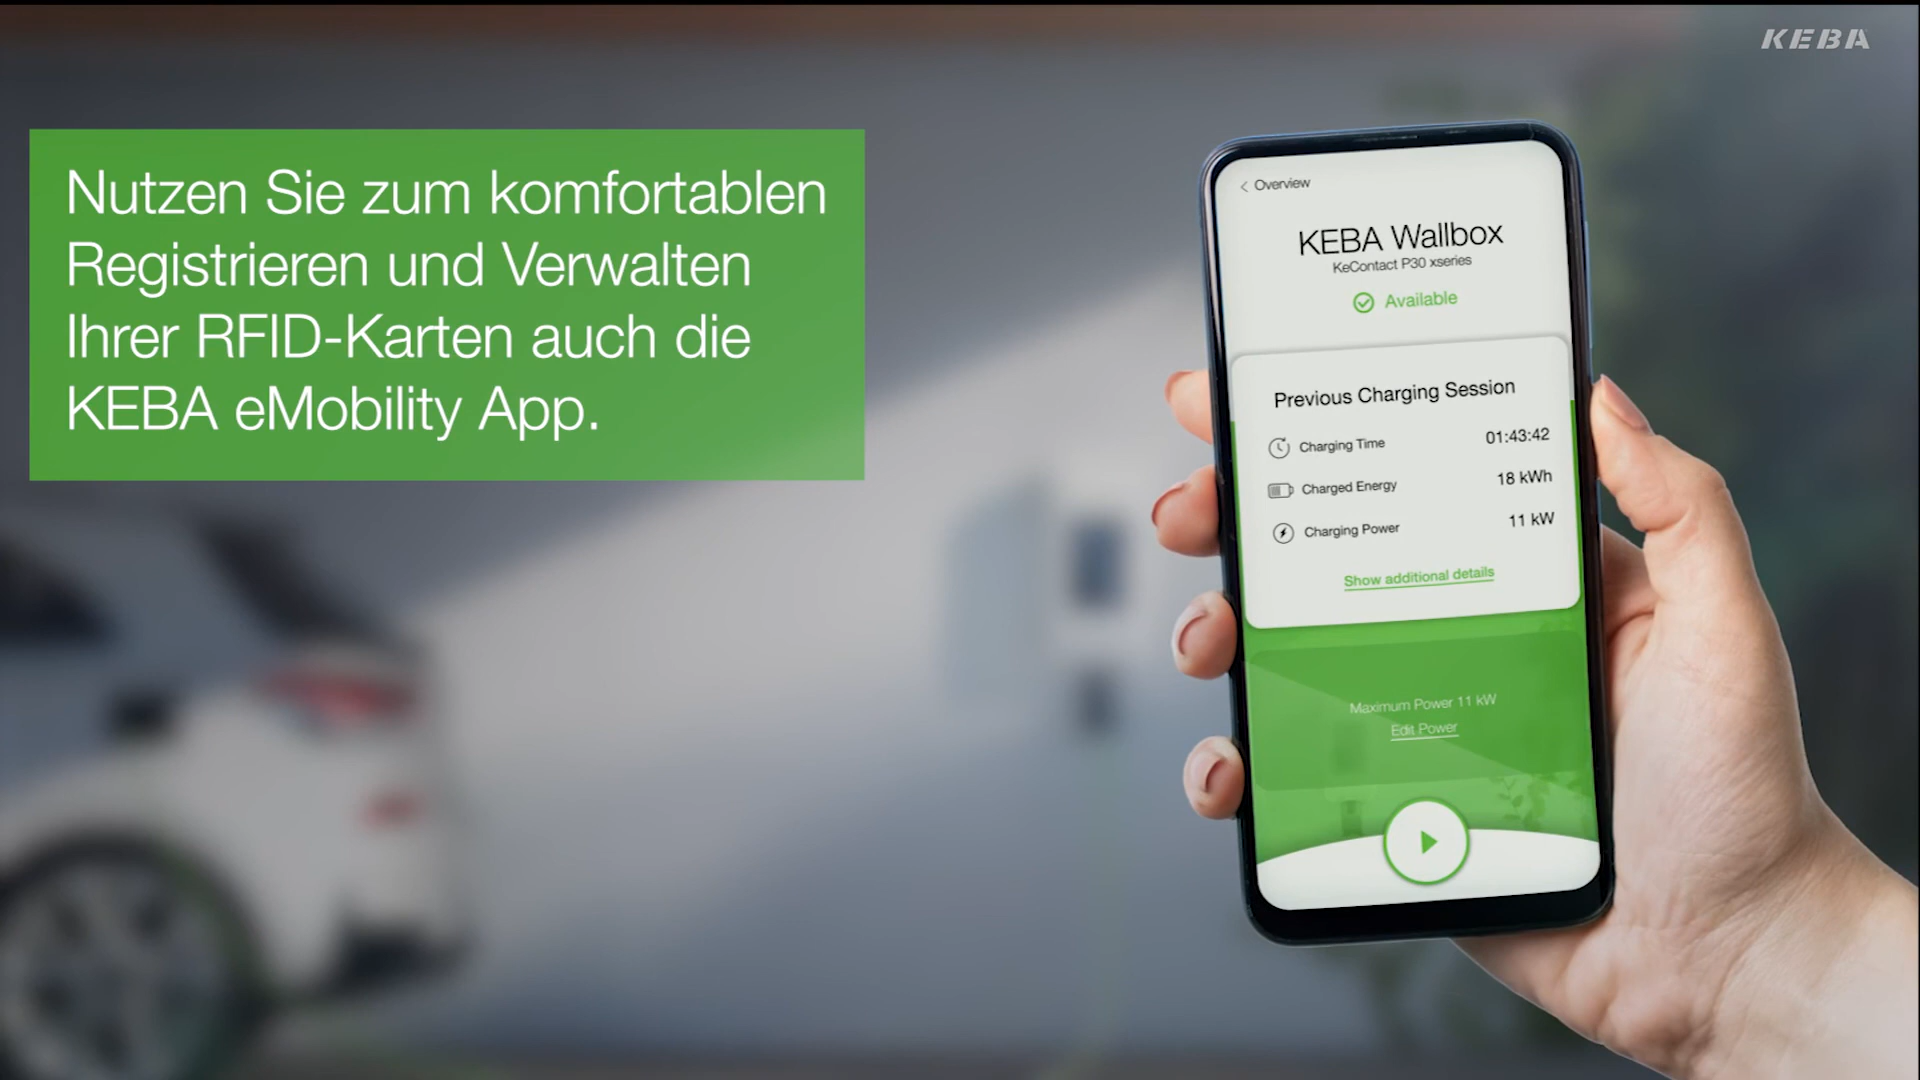 KEBA
Nutzen Sie zum komfortablen
Registrieren und Verwalten
Ihrer RFID-Karten auch die
KEBA eMobility App.
< Overview
KEBA Wallbox
KeContact P30 xseries
Available
Previous Charging Session
Charging Time 01:43:42
Charged Energy 18 kWh
Charging Power 11 kW
Show additional details
Maximum Power 11 kW
Edit Power